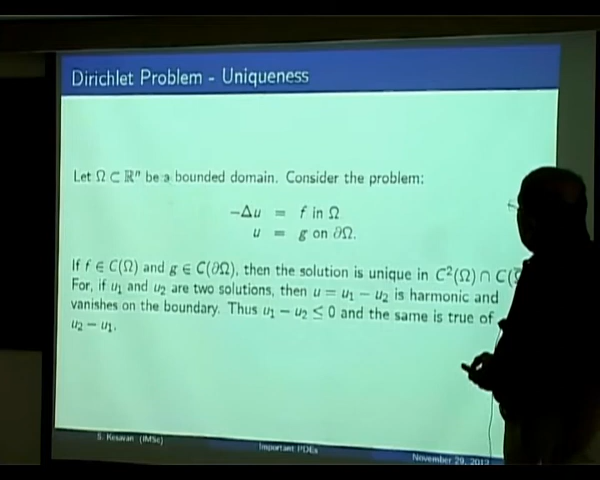 Dirichlet Problem - Uniqueness
Let Ω ⊂ ℝⁿ be a bounded domain. Consider the problem:
-Δu = f in Ω
u = g on ∂Ω.
If f ∈ C(Ω) and g ∈ C(∂Ω), then the solution is unique in C²(Ω) ∩ C(
For, if u₁ and u₂ are two solutions, then u = u₁ − u₂ is harmonic and
vanishes on the boundary. Thus u₁ − u₂ ≤ 0 and the same is true of
u₂ − u₁.
S. Kesavan (IMSc)
Important PDEs
November 29, 2012